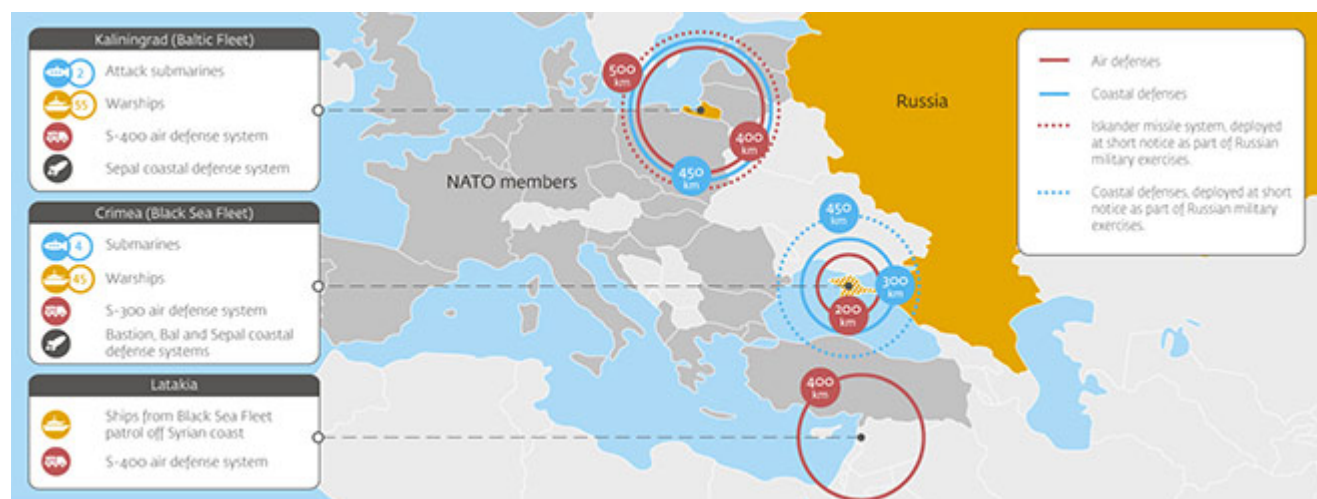 Kaliningrad (Baltic Fleet)
2
Attack submarines
55
Warships
S-400 air defense system
Sepal coastal defense system
Crimea (Black Sea Fleet)
4
Submarines
45
Warships
S-300 air defense system
Bastion, Bal and Sepal coastal
defense systems
Latakia
Ships from Black Sea Fleet
patrol off Syrian coast
S-400 air defense system
NATO members
500
km
400
km
450
km
450
km
300
km
200
km
400
km
Russia
Air defenses
Coastal defenses
Iskander missile system, deployed
at short notice as part of Russian
military exercises.
Coastal defenses, deployed at short
notice as part of Russian military
exercises.